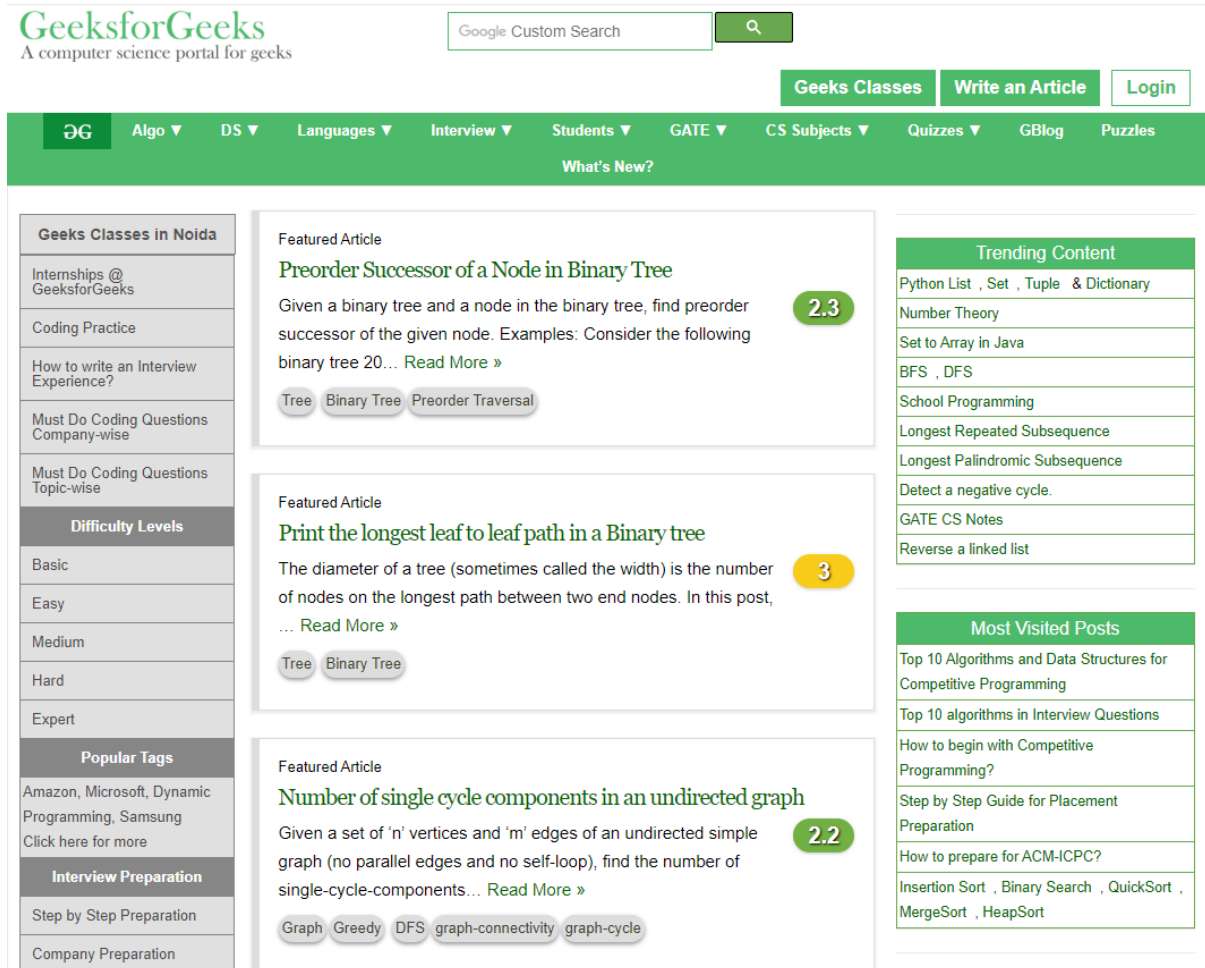 GeeksforGeeks
A computer science portal for geeks
Google Custom Search
Geeks Classes
Write an Article
Login
Algo ▼
DS ▼
Languages ▼
Interview ▼
Students ▼
GATE ▼
CS Subjects ▼
Quizzes ▼
GBlog
Puzzles
What's New?
Geeks Classes in Noida
Internships @
GeeksforGeeks
Coding Practice
How to write an Interview
Experience?
Must Do Coding Questions
Company-wise
Must Do Coding Questions
Topic-wise
Difficulty Levels
Basic
Easy
Medium
Hard
Expert
Popular Tags
Amazon, Microsoft, Dynamic
Programming, Samsung
Click here for more
Interview Preparation
Step by Step Preparation
Company Preparation
Featured Article
Preorder Successor of a Node in Binary Tree
Given a binary tree and a node in the binary tree, find preorder
successor of the given node. Examples: Consider the following
binary tree 20… Read More »
2.3
Tree Binary Tree Preorder Traversal
Featured Article
Print the longest leaf to leaf path in a Binary tree
The diameter of a tree (sometimes called the width) is the number
of nodes on the longest path between two end nodes. In this post,
… Read More »
3
Tree Binary Tree
Featured Article
Number of single cycle components in an undirected graph
Given a set of ‘n’ vertices and ‘m’ edges of an undirected simple
graph (no parallel edges and no self-loop), find the number of
single-cycle-components… Read More »
2.2
Graph Greedy DFS graph-connectivity graph-cycle
Trending Content
Python List , Set , Tuple & Dictionary
Number Theory
Set to Array in Java
BFS , DFS
School Programming
Longest Repeated Subsequence
Longest Palindromic Subsequence
Detect a negative cycle.
GATE CS Notes
Reverse a linked list
Most Visited Posts
Top 10 Algorithms and Data Structures for
Competitive Programming
Top 10 algorithms in Interview Questions
How to begin with Competitive
Programming?
Step by Step Guide for Placement
Preparation
How to prepare for ACM-ICPC?
Insertion Sort , Binary Search , QuickSort ,
MergeSort , HeapSort